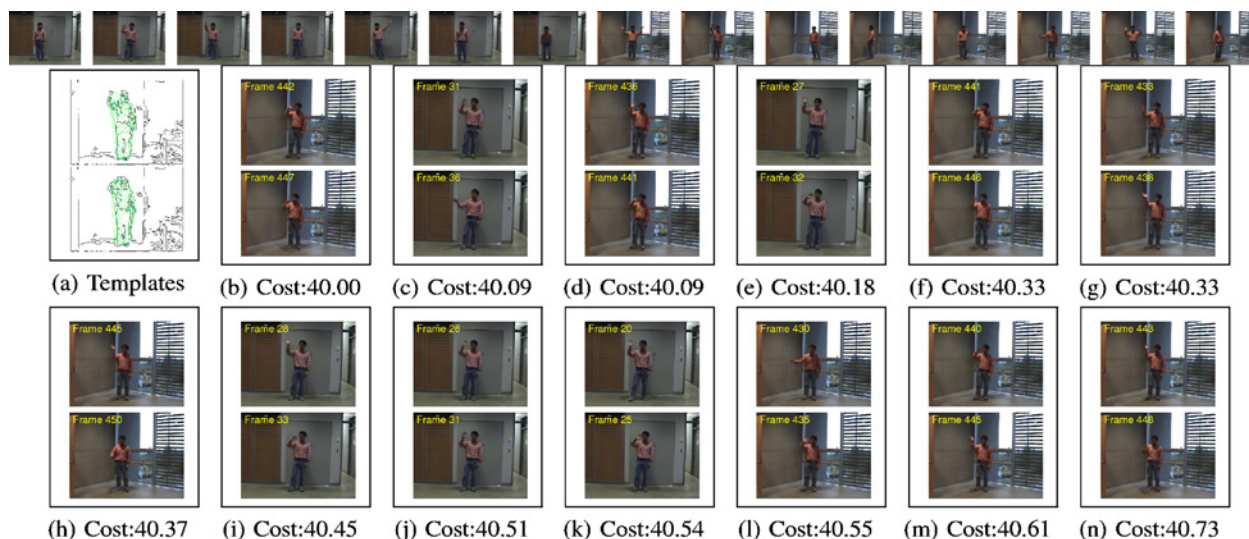 Frame 442
Frame 31
Frame 436
Frame 27
Frame 441
Frame 433
Frame 447
Frame 36
Frame 441
Frame 32
Frame 446
Frame 438
(a) Templates
(b) Cost:40.00
(c) Cost:40.09
(d) Cost:40.09
(e) Cost:40.18
(f) Cost:40.33
(g) Cost:40.33
Frame 445
Frame 28
Frame 26
Frame 20
Frame 430
Frame 440
Frame 443
Frame 450
Frame 33
Frame 31
Frame 25
Frame 435
Frame 445
Frame 448
(h) Cost:40.37
(i) Cost:40.45
(j) Cost:40.51
(k) Cost:40.54
(l) Cost:40.55
(m) Cost:40.61
(n) Cost:40.73